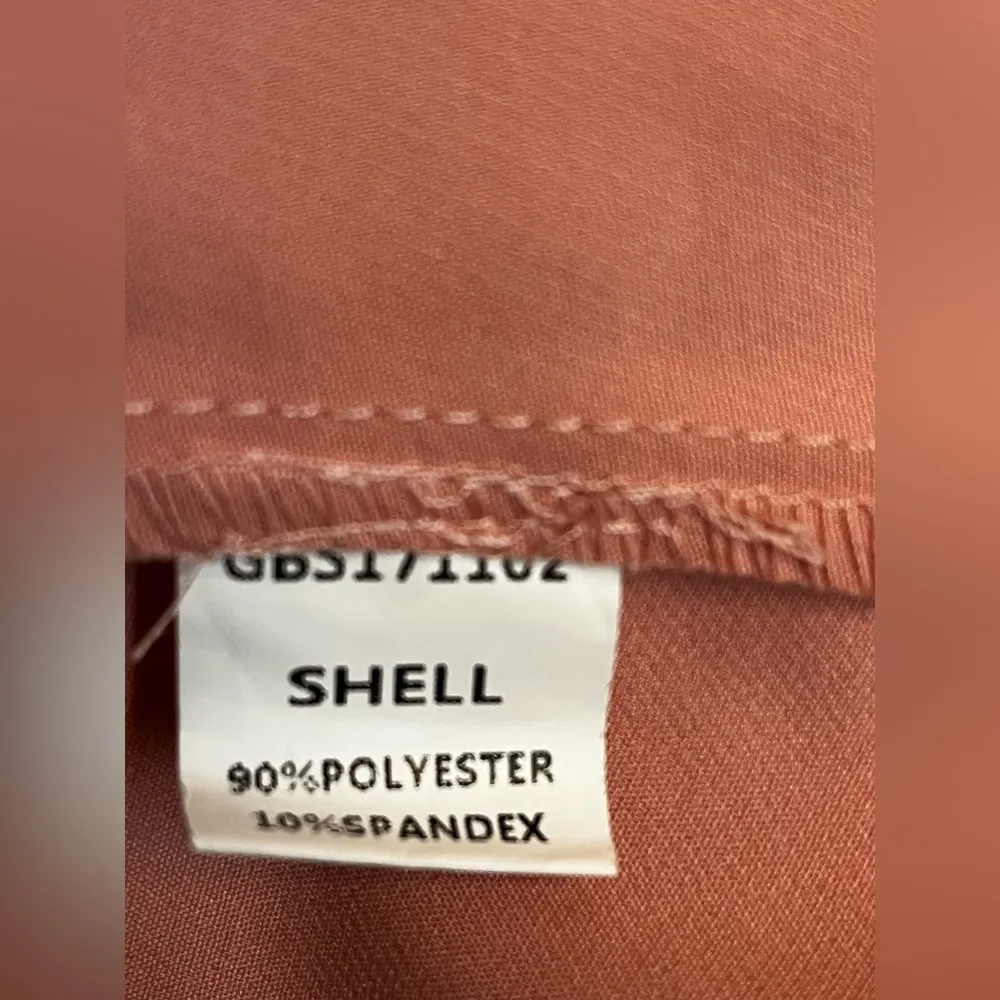 GBS171102
SHELL
90%POLYESTER
10%SPANDEX